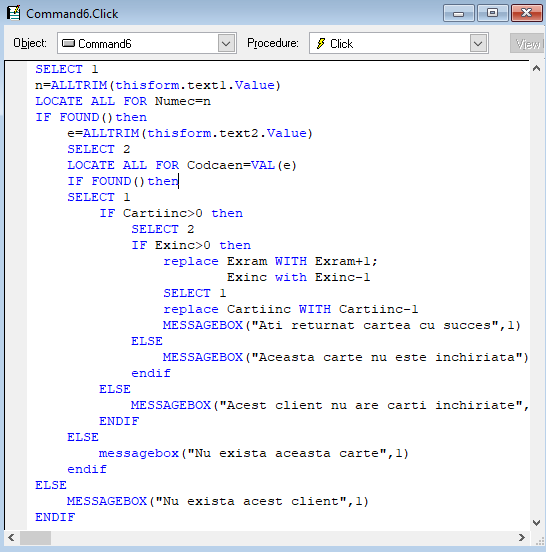 Command6.Click
Object: Command6 Procedure: Click View
SELECT 1
n=ALLTRIM(thisform.text1.Value)
LOCATE ALL FOR Numec=n
IF FOUND()then
    e=ALLTRIM(thisform.text2.Value)
    SELECT 2
    LOCATE ALL FOR Codcaen=VAL(e)
    IF FOUND()then
    SELECT 1
        IF Cartiinc>0 then
            SELECT 2
            IF Exinc>0 then
                replace Exram WITH Exram+1;
                        Exinc with Exinc-1
                SELECT 1
                replace Cartiinc WITH Cartiinc-1
                MESSAGEBOX("Ati returnat cartea cu succes",1)
            ELSE
                MESSAGEBOX("Aceasta carte nu este inchiriata")
            endif
        ELSE
            MESSAGEBOX("Acest client nu are carti inchiriate",
        ENDIF
    ELSE
        messagebox("Nu exista aceasta carte",1)
    endif
ELSE
    MESSAGEBOX("Nu exista acest client",1)
ENDIF